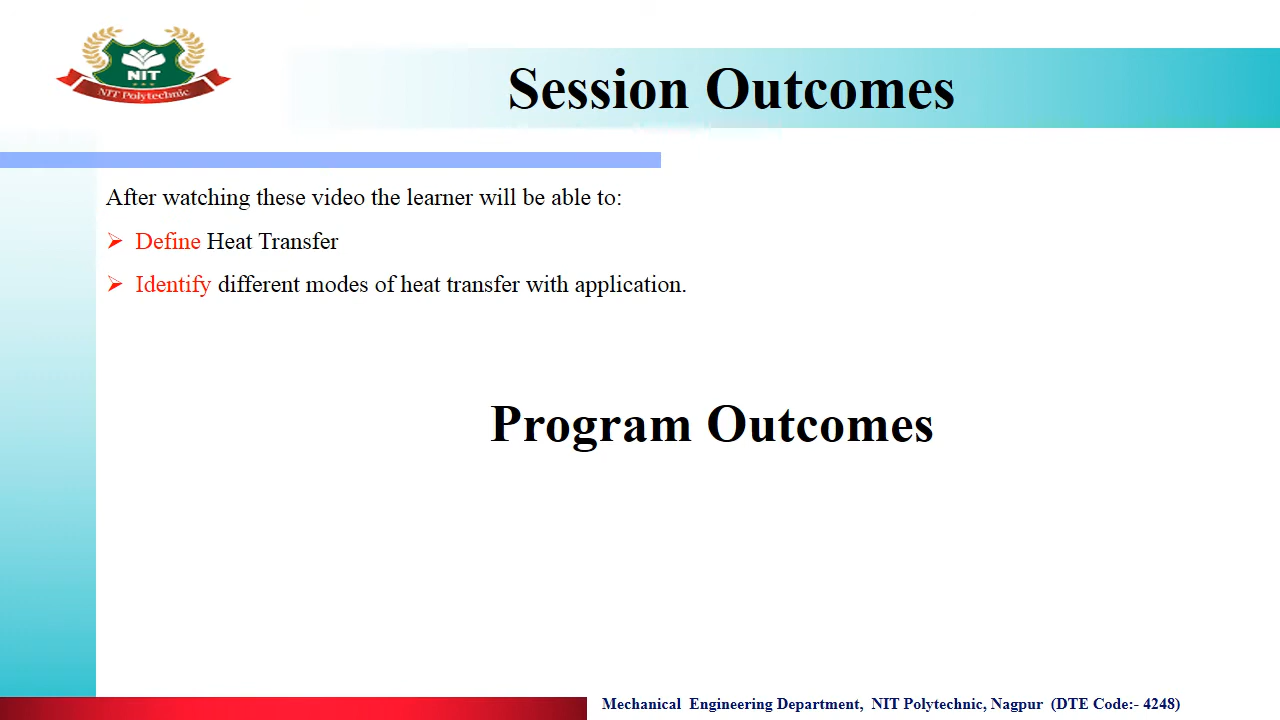 NIT
NIT Polytechnic
Session Outcomes
After watching these video the learner will be able to:
Define Heat Transfer
Identify different modes of heat transfer with application.
Program Outcomes
Mechanical Engineering Department, NIT Polytechnic, Nagpur (DTE Code:- 4248)